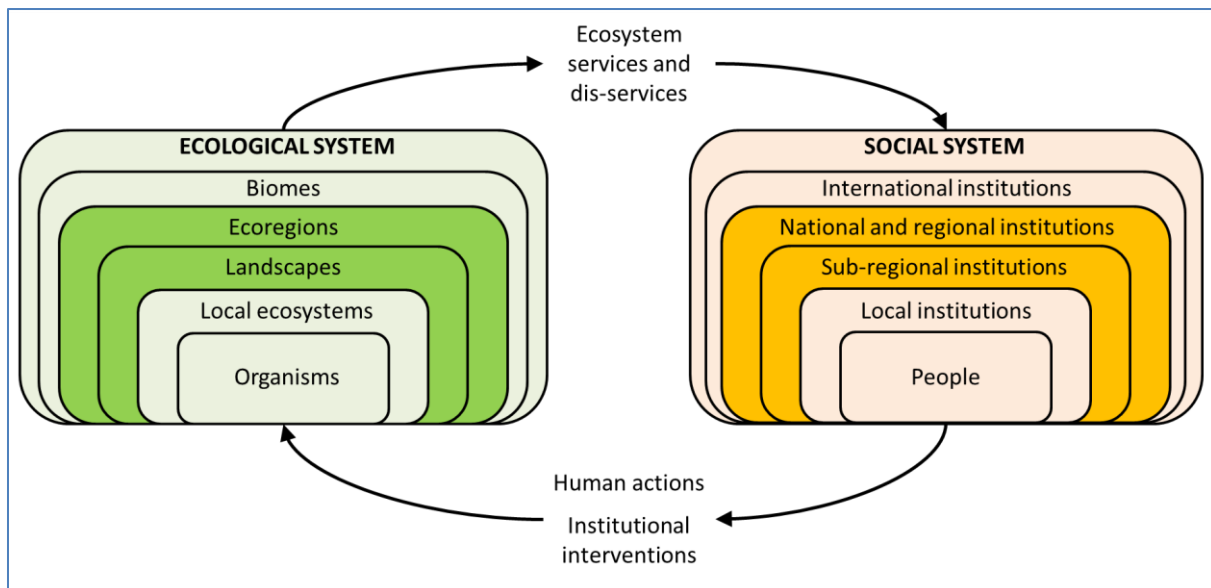 Ecosystem
services and
dis-services
ECOLOGICAL SYSTEM
Biomes
Ecoregions
Landscapes
Local ecosystems
Organisms
SOCIAL SYSTEM
International institutions
National and regional institutions
Sub-regional institutions
Local institutions
People
Human actions
Institutional
interventions